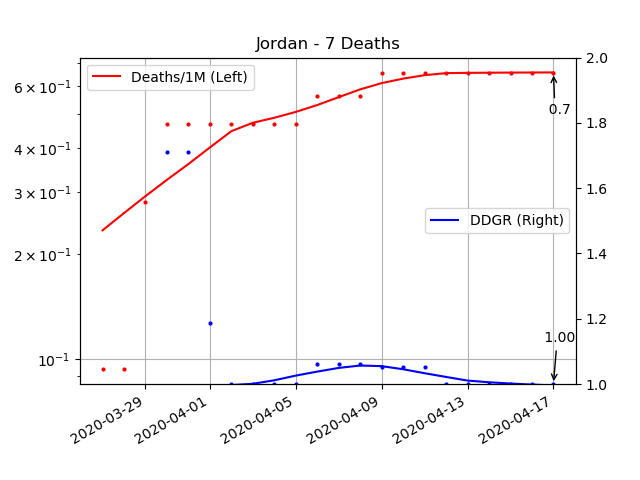 Jordan - 7 Deaths
Deaths/1M (Left)
6 × 10⁻¹
4 × 10⁻¹
3 × 10⁻¹
2 × 10⁻¹
10⁻¹
2.0
1.8
1.6
1.4
1.2
1.0
0.7
DDGR (Right)
1.00
2020-03-29
2020-04-01
2020-04-05
2020-04-09
2020-04-13
2020-04-17